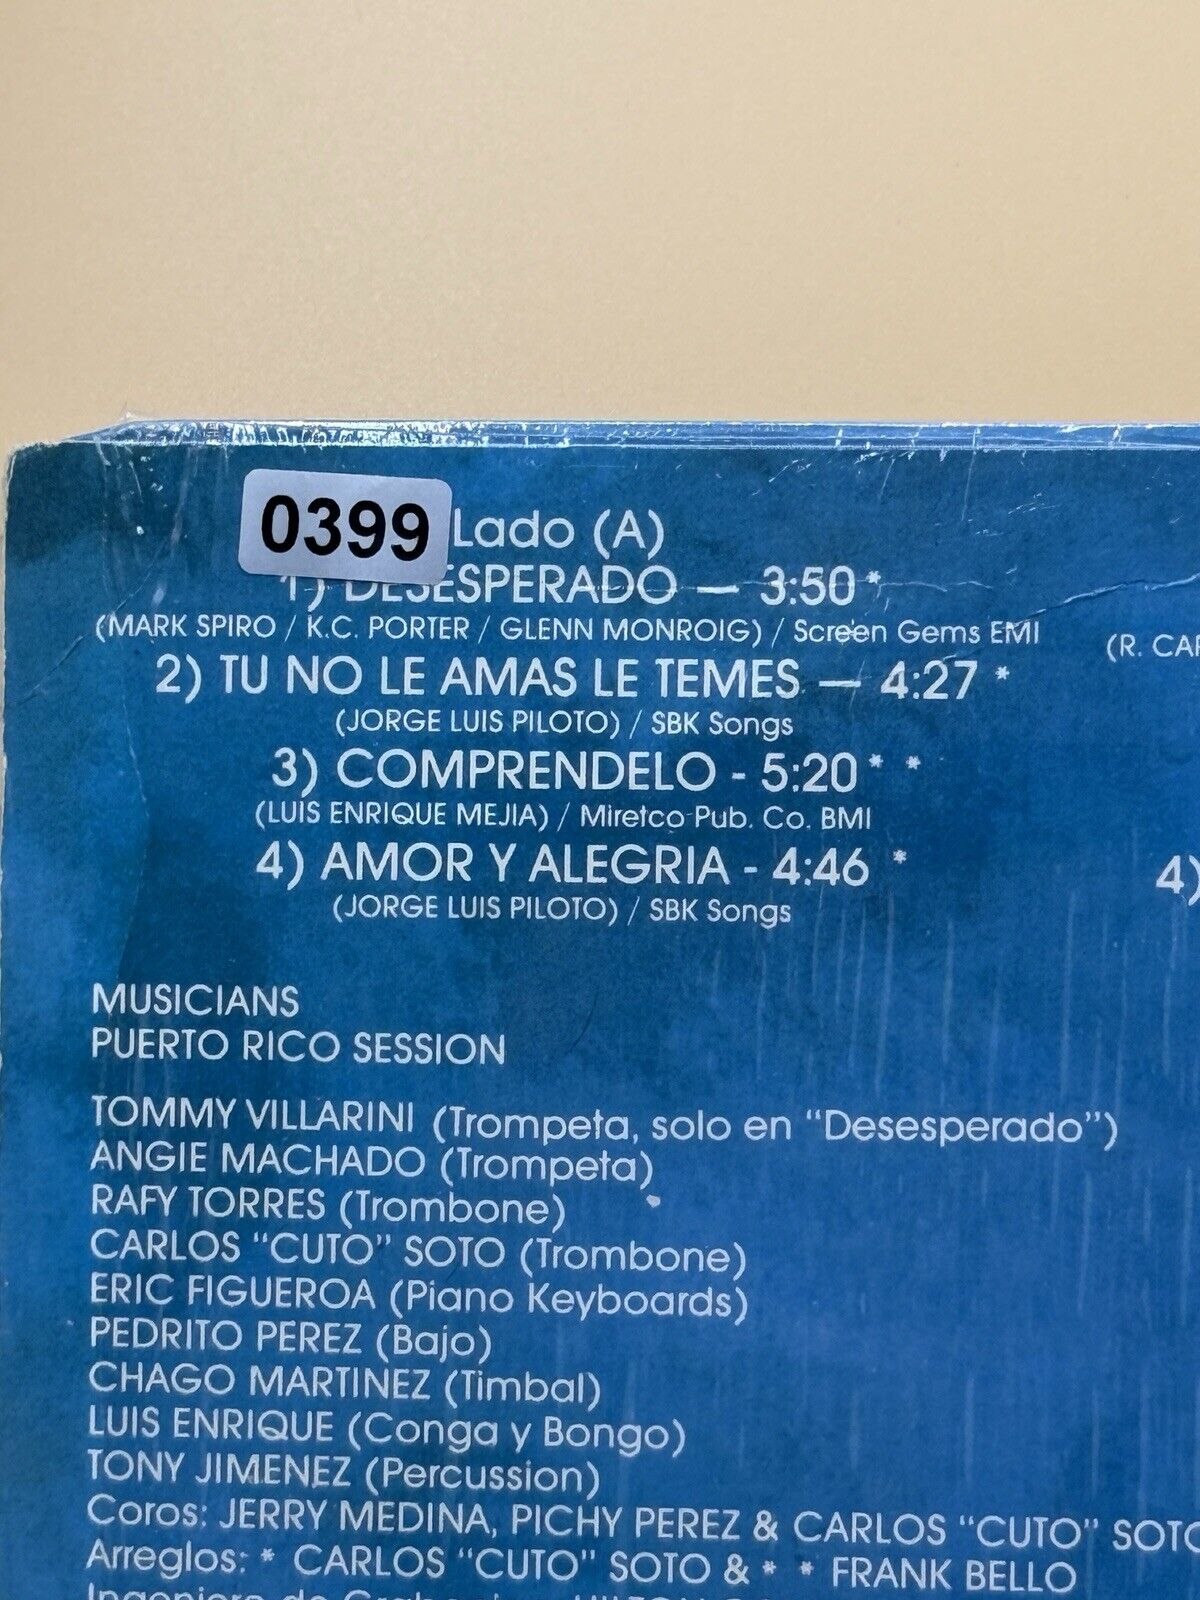 0399
Lado (A)
1) DESESPERADO — 3:50 *
(MARK SPIRO / K.C. PORTER / GLENN MONROIG) / Screen Gems EMI
(R. CAR
2) TU NO LE AMAS LE TEMES — 4:27 *
(JORGE LUIS PILOTO) / SBK Songs
3) COMPRENDELO - 5:20 * *
(LUIS ENRIQUE MEJIA) / Miretco Pub. Co. BMI
4) AMOR Y ALEGRIA - 4:46 *
4)
(JORGE LUIS PILOTO) / SBK Songs
MUSICIANS
PUERTO RICO SESSION
TOMMY VILLARINI (Trompeta, solo en "Desesperado")
ANGIE MACHADO (Trompeta)
RAFY TORRES (Trombone)
CARLOS "CUTO" SOTO (Trombone)
ERIC FIGUEROA (Piano Keyboards)
PEDRITO PEREZ (Bajo)
CHAGO MARTINEZ (Timbal)
LUIS ENRIQUE (Conga y Bongo)
TONY JIMENEZ (Percussion)
Coros: JERRY MEDINA, PICHY PEREZ & CARLOS "CUTO" SOTO
Arreglos: * CARLOS "CUTO" SOTO & * * FRANK BELLO
Ingeniero de